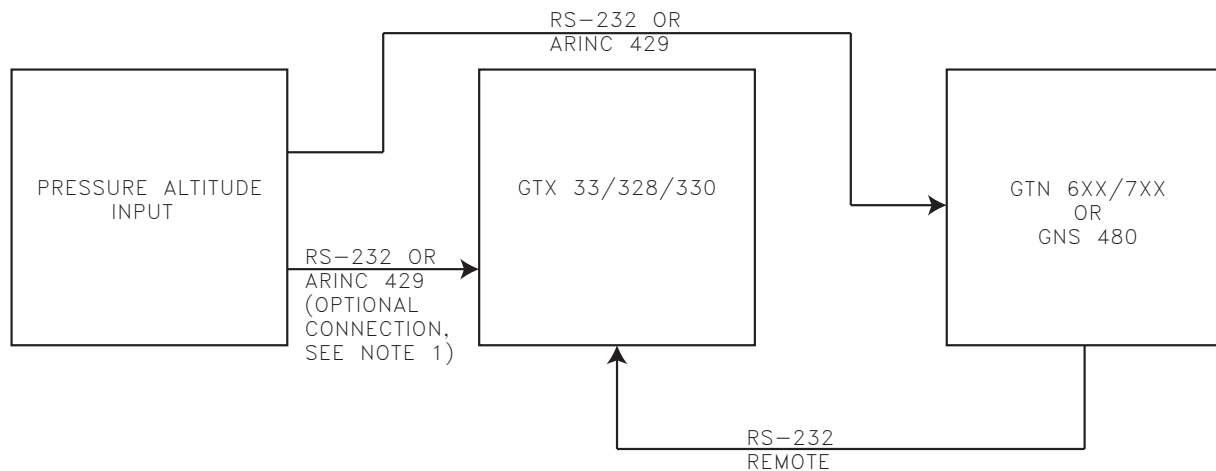 RS-232 OR
ARINC 429
PRESSURE ALTITUDE
INPUT
GTX 33/328/330
GTN 6XX/7XX
OR
GNS 480
RS-232 OR
ARINC 429
(OPTIONAL
CONNECTION,
SEE NOTE 1)
RS-232
REMOTE